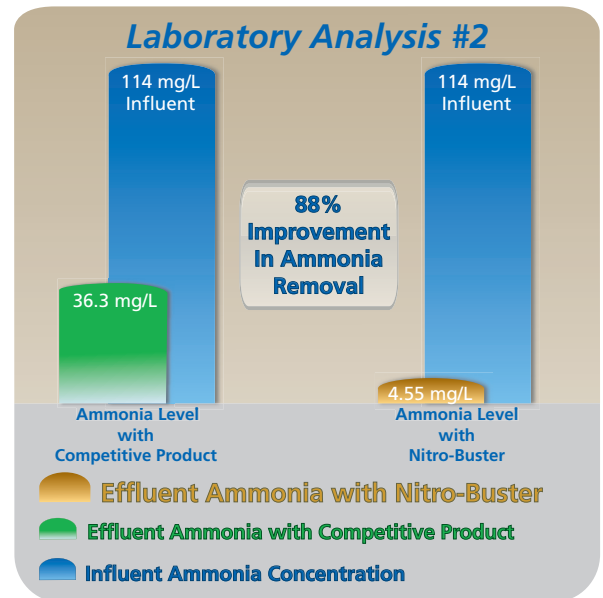 Laboratory Analysis #2
114 mg/L
Influent
114 mg/L
Influent
88%
Improvement
In Ammonia
Removal
36.3 mg/L
4.55 mg/L
Ammonia Level
with
Competitive Product
Ammonia Level
with
Nitro-Buster
Effluent Ammonia with Nitro-Buster
Effluent Ammonia with Competitive Product
Influent Ammonia Concentration